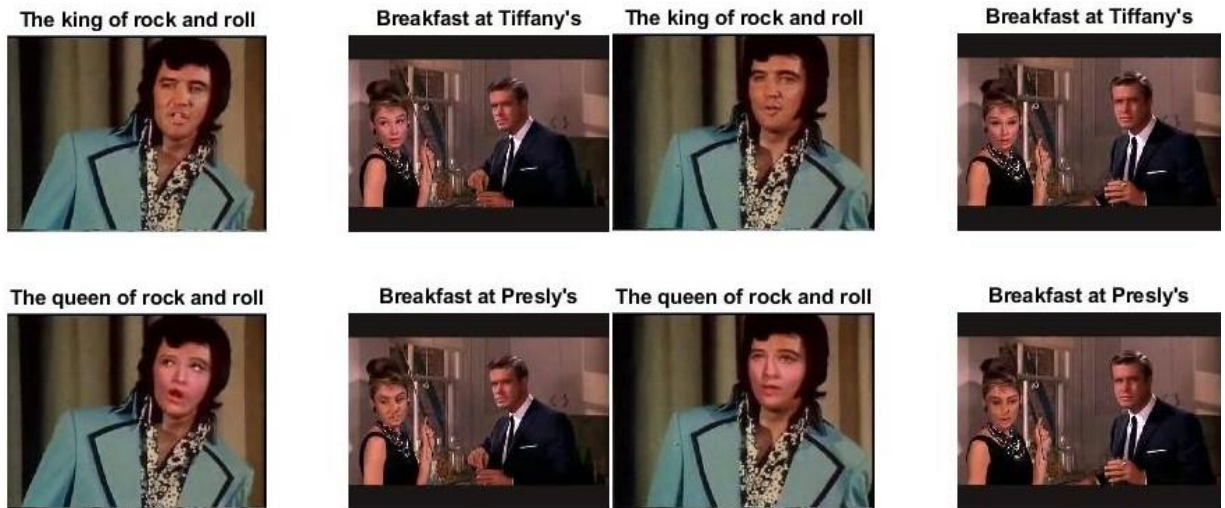 The king of rock and roll
Breakfast at Tiffany's
The king of rock and roll
Breakfast at Tiffany's
The queen of rock and roll
Breakfast at Presly's
The queen of rock and roll
Breakfast at Presly's